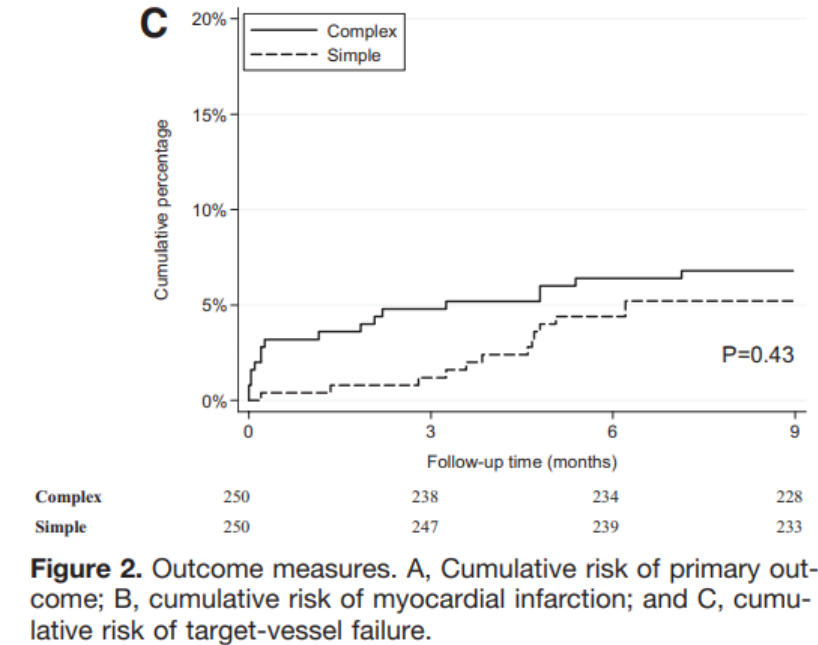 C
20%
Complex
Simple
15%
Cumulative percentage
10%
5%
P=0.43
0%
0 3 6 9
Follow-up time (months)
Complex 250 238 234 228
Simple 250 247 239 233
Figure 2. Outcome measures. A, Cumulative risk of primary out-
come; B, cumulative risk of myocardial infarction; and C, cumu-
lative risk of target-vessel failure.